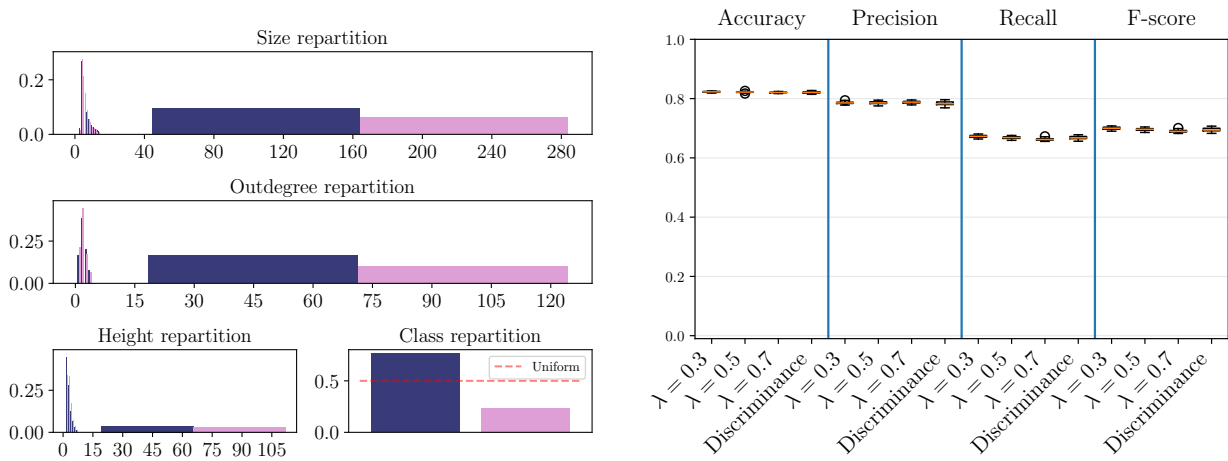 Size repartition
0.2
0.0
0 40 80 120 160 200 240 280
Outdegree repartition
0.25
0.00
0 15 30 45 60 75 90 105 120
Height repartition
0.25
0.00
0 15 35 55 75 90 105
Class repartition
Uniform
0.5
0.0
Accuracy Precision Recall F-score
1.0
0.8
0.6
0.4
0.2
0.0
λ = 0.3
λ = 0.5
λ = 0.7
Discriminance
λ = 0.3
λ = 0.5
λ = 0.7
Discriminance
λ = 0.3
λ = 0.5
λ = 0.7
Discriminance
λ = 0.3
λ = 0.5
λ = 0.7
Discriminance